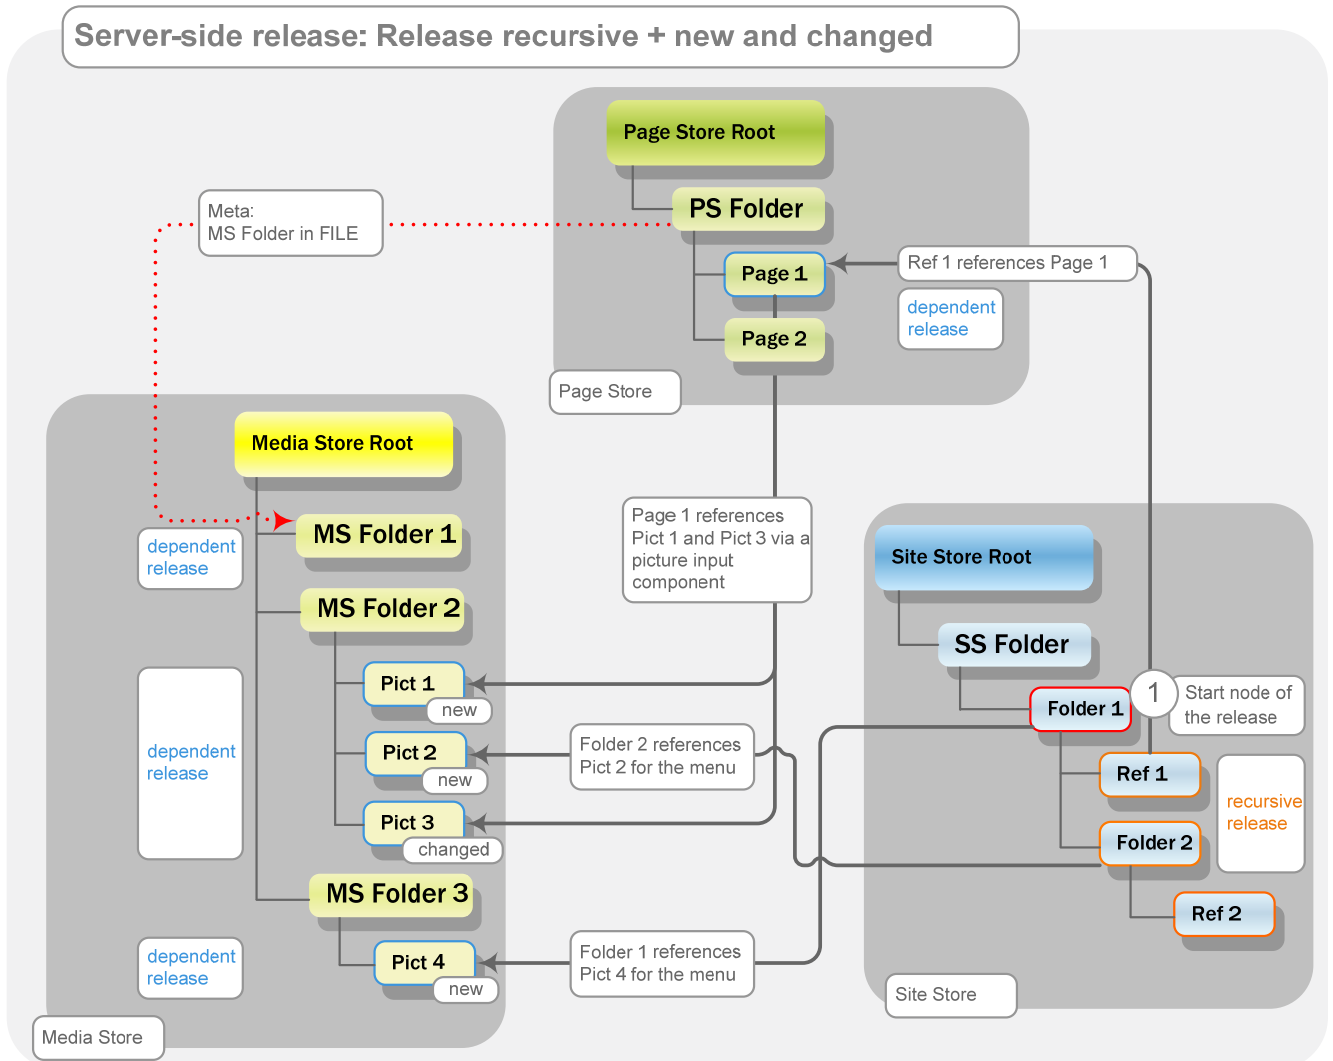 Server-side release: Release recursive + new and changed
Page Store Root
PS Folder
Meta:
MS Folder in FILE
Page 1
Ref 1 references Page 1
dependent
release
Page 2
Page Store
Media Store Root
MS Folder 1
dependent
release
MS Folder 2
Page 1 references
Pict 1 and Pict 3 via a
picture input
component
Site Store Root
SS Folder
Pict 1
new
Folder 1
1
Start node of
the release
dependent
release
Pict 2
new
Folder 2 references
Pict 2 for the menu
Ref 1
recursive
release
Pict 3
changed
Folder 2
MS Folder 3
Ref 2
dependent
release
Pict 4
new
Folder 1 references
Pict 4 for the menu
Site Store
Media Store